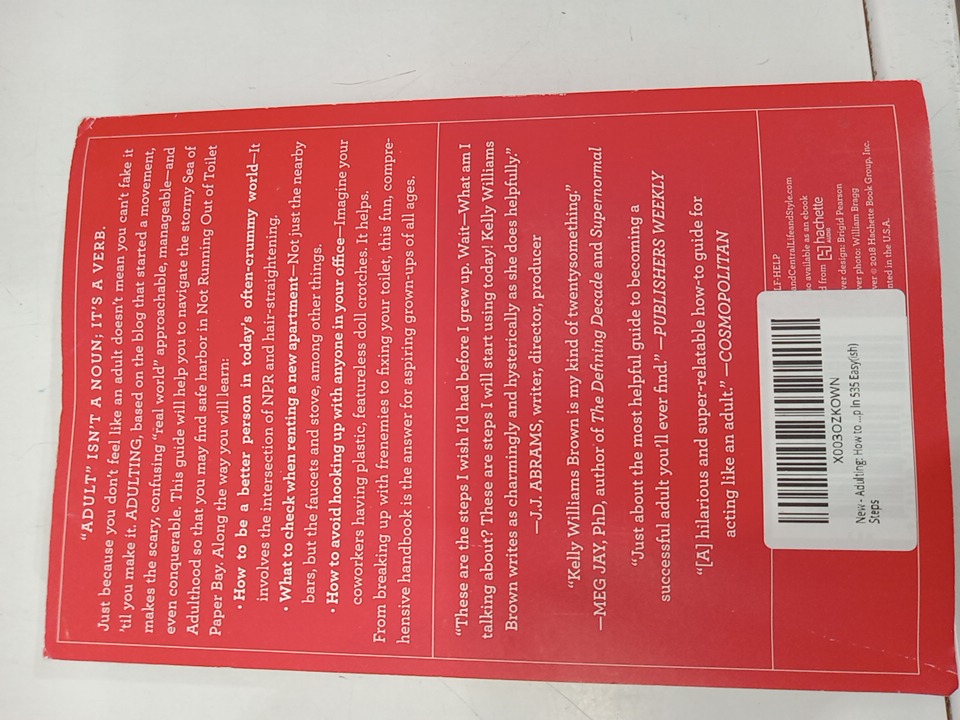 “ADULT” ISN’T A NOUN; IT’S A VERB.
Just because you don’t feel like an adult doesn’t mean you can’t fake it
’til you make it. ADULTING, based on the blog that started a movement,
makes the scary, confusing “real world” approachable, manageable—and
even conquerable. This guide will help you to navigate the stormy Sea of
Adulthood so that you may find safe harbor in Not Running Out of Toilet
Paper Bay. Along the way you will learn:
• How to be a better person in today’s often-crummy world—It
involves the intersection of NPR and hair-straightening.
• What to check when renting a new apartment—Not just the nearby
bars, but the faucets and stove, among other things.
• How to avoid hooking up with anyone in your office—Imagine your
coworkers having plastic, featureless doll crotches. It helps.
From breaking up with frenemies to fixing your toilet, this fun, compre-
hensive handbook is the answer for aspiring grown-ups of all ages.
“These are the steps I wish I’d had before I grew up. Wait—What am I
talking about? These are steps I will start using today! Kelly Williams
Brown writes as charmingly and hysterically as she does helpfully.”
—J.J. ABRAMS, writer, director, producer
“Kelly Williams Brown is my kind of twentysomething.”
—MEG JAY, PhD, author of The Defining Decade and Supernormal
“Just about the most helpful guide to becoming a
successful adult you’ll ever find.” —PUBLISHERS WEEKLY
“[A] hilarious and super-relatable how-to guide for
acting like an adult.” —COSMOPOLITAN
LF-HELP
andCentralLifeandStyle.com
o available as an ebook
d from hachette AUDIO
ver design: Brigid Pearson
ver photo: William Bragg
ver © 2018 Hachette Book Group, Inc.
nted in the U.S.A.
X003OZKOWN
New - Adulting: How to ...p in 535 Easy(ish)
Steps